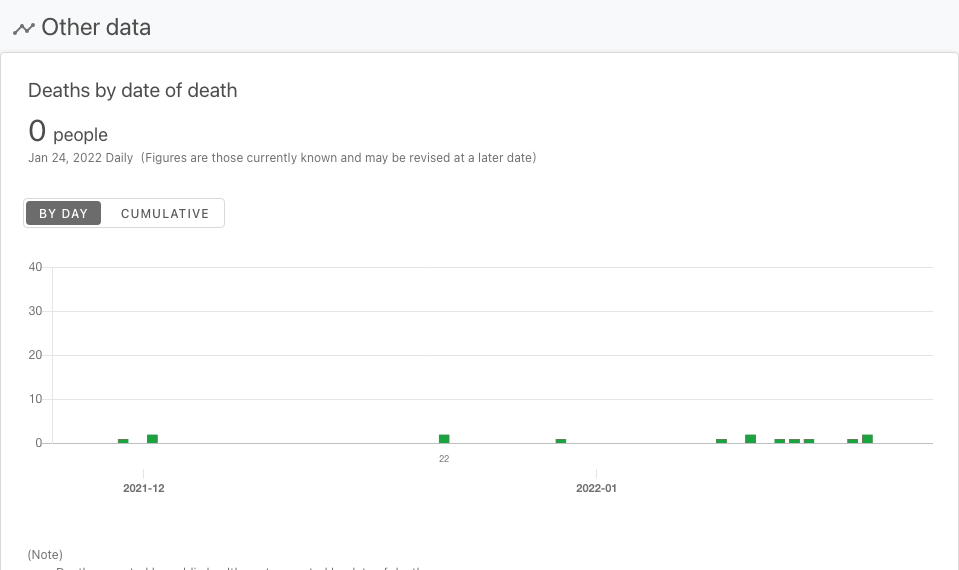 Other data
Deaths by date of death
0 people
Jan 24, 2022 Daily (Figures are those currently known and may be revised at a later date)
BY DAY CUMULATIVE
40
30
20
10
0
22
2021-12 2022-01
(Note)